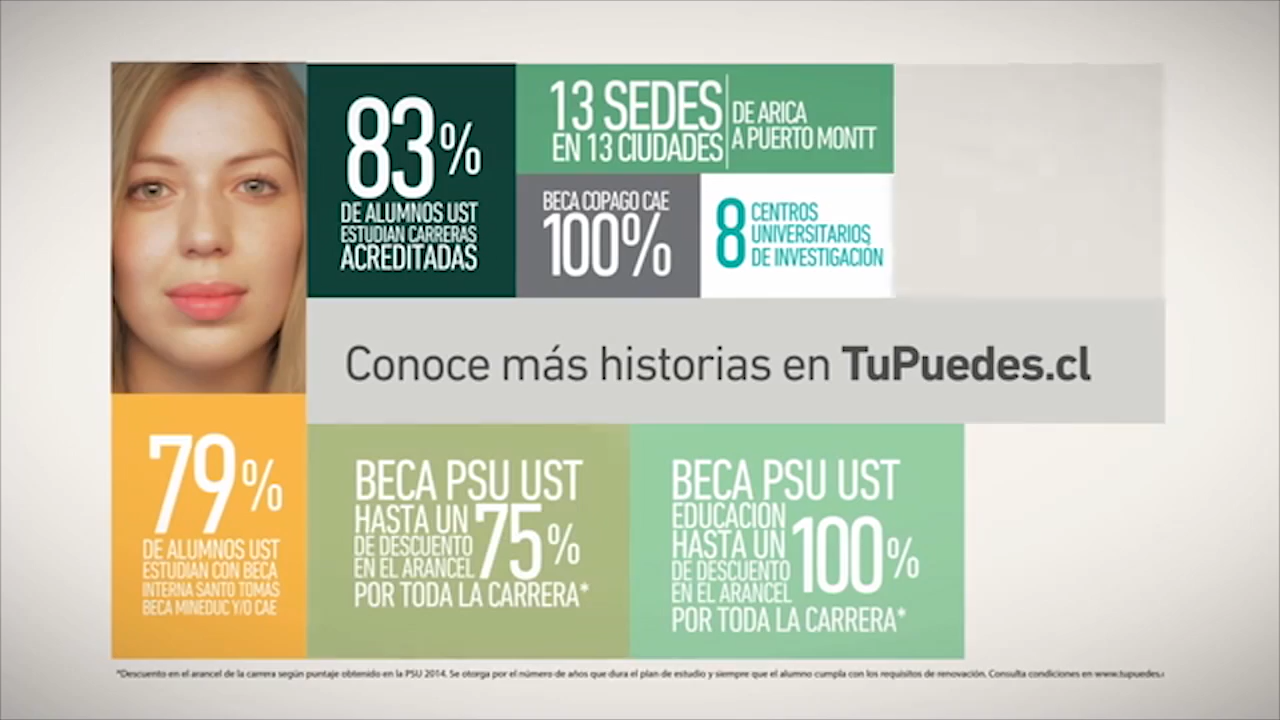 83%
DE ALUMNOS UST
ESTUDIAN CARRERAS
ACREDITADAS
13 SEDES
EN 13 CIUDADES
DE ARICA
A PUERTO MONTT
BECA COPAGO CAE
100%
8
CENTROS
UNIVERSITARIOS
DE INVESTIGACIÓN
Conoce más historias en TuPuedes.cl
79%
DE ALUMNOS UST
ESTUDIAN CON BECA
INTERNA SANTO TOMÁS
BECA MINEDUC Y/O CAE
BECA PSU UST
HASTA UN
DE DESCUENTO
EN EL ARANCEL
75%
POR TODA LA CARRERA*
BECA PSU UST
EDUCACIÓN
HASTA UN
DE DESCUENTO
EN EL ARANCEL
100%
POR TODA LA CARRERA*
*Descuento en el arancel de la carrera según puntaje obtenido en la PSU 2014. Se otorga por el número de años que dura el plan de estudio y siempre que el alumno cumpla con los requisitos de renovación. Consulta condiciones en www.tupuedes.c